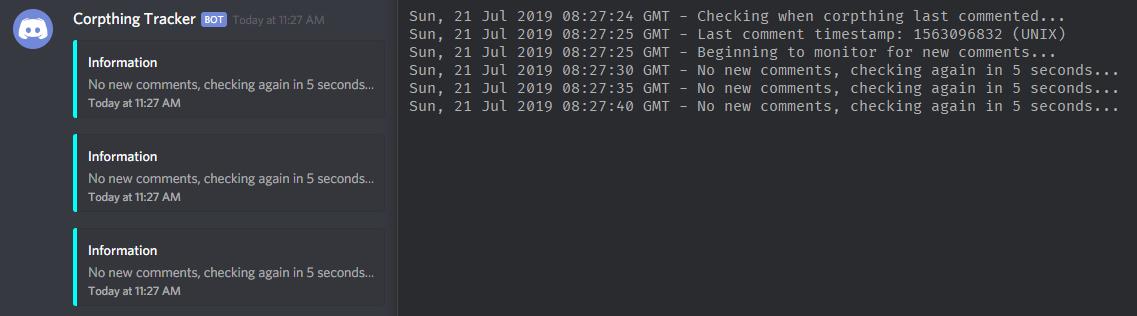 Corpthing Tracker BOT Today at 11:27 AM
Information
No new comments, checking again in 5 seconds...
Today at 11:27 AM
Information
No new comments, checking again in 5 seconds...
Today at 11:27 AM
Information
No new comments, checking again in 5 seconds...
Today at 11:27 AM
Sun, 21 Jul 2019 08:27:24 GMT - Checking when corpthing last commented...
Sun, 21 Jul 2019 08:27:25 GMT - Last comment timestamp: 1563096832 (UNIX)
Sun, 21 Jul 2019 08:27:25 GMT - Beginning to monitor for new comments...
Sun, 21 Jul 2019 08:27:30 GMT - No new comments, checking again in 5 seconds...
Sun, 21 Jul 2019 08:27:35 GMT - No new comments, checking again in 5 seconds...
Sun, 21 Jul 2019 08:27:40 GMT - No new comments, checking again in 5 seconds...